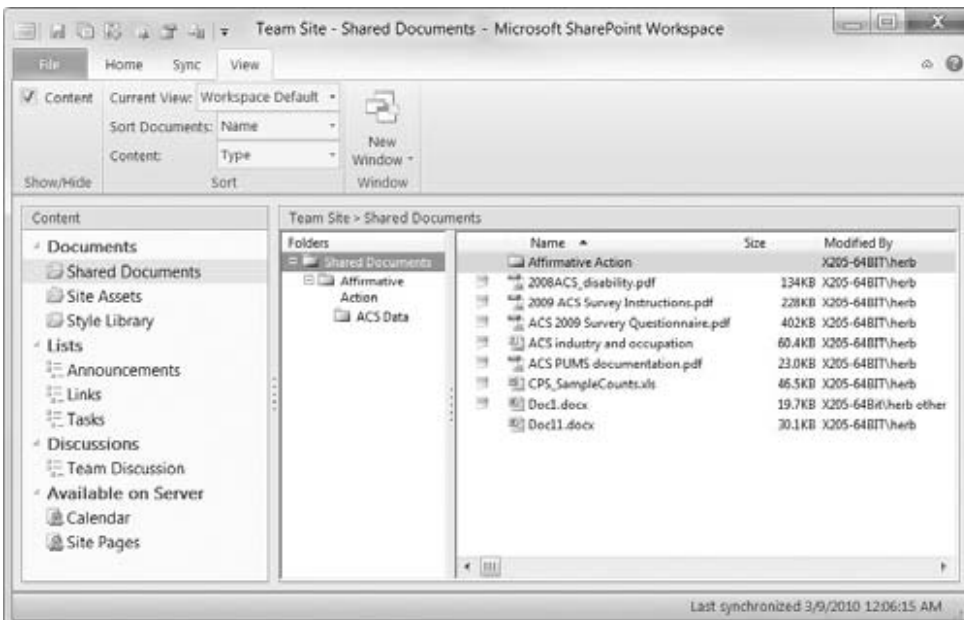 Team Site - Shared Documents - Microsoft SharePoint Workspace
File Home Sync View
Content Current View: Workspace Default
Sort Documents: Name
Content: Type
New Window
Show/Hide Sort Window
Content
Documents
Shared Documents
Site Assets
Style Library
Lists
Announcements
Links
Tasks
Discussions
Team Discussion
Available on Server
Calendar
Site Pages
Team Site > Shared Documents
Folders
Shared Documents
Affirmative
Action
ACS Data
Name Size Modified By
Affirmative Action X205-64BIT\herb
2008ACS_disability.pdf 134KB X205-64BIT\herb
2009 ACS Survey Instructions.pdf 228KB X205-64BIT\herb
ACS 2009 Survery Questionnaire.pdf 402KB X205-64BIT\herb
ACS industry and occupation 60.4KB X205-64BIT\herb
ACS PUMS documentation.pdf 23.0KB X205-64BIT\herb
CPS_SampleCounts.xls 46.5KB X205-64BIT\herb
Doc1.docx 19.7KB X205-64Bit\herb other
Doc11.docx 30.1KB X205-64BIT\herb
Last synchronized 3/9/2010 12:06:15 AM